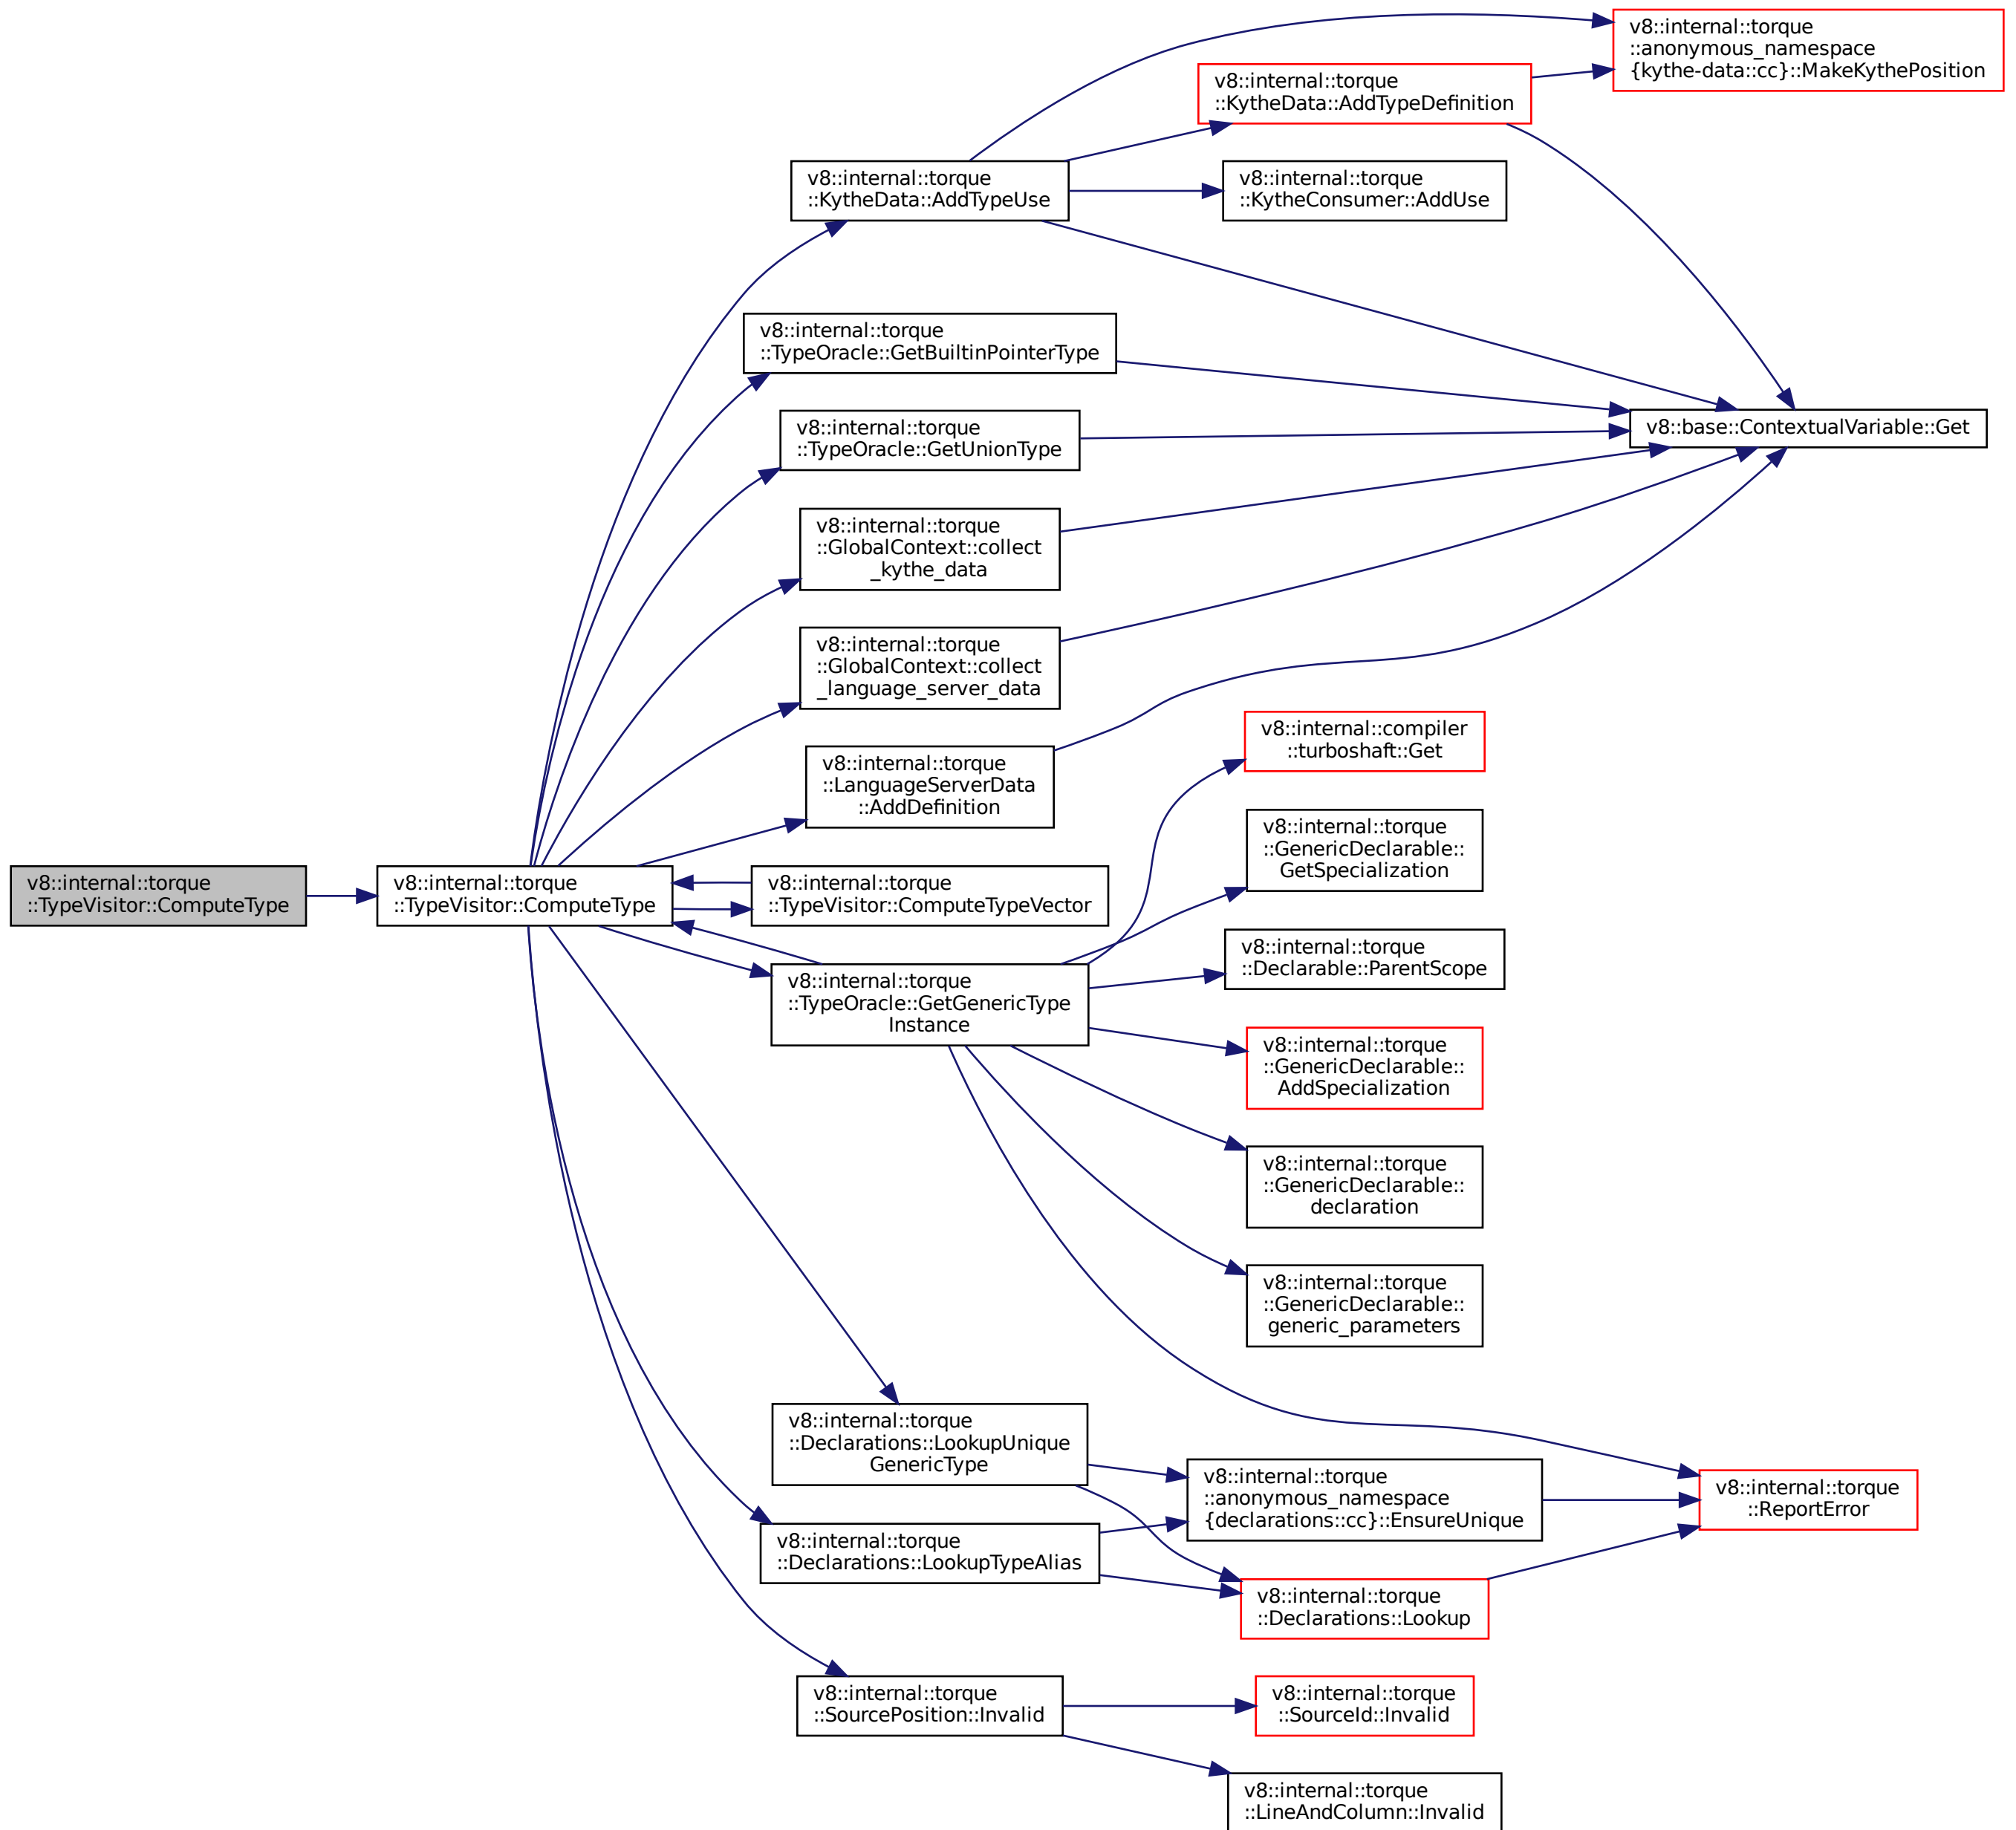 v8::internal::torque
::TypeVisitor::ComputeType
v8::internal::torque
::TypeVisitor::ComputeType
v8::internal::torque
::KytheData::AddTypeUse
v8::internal::torque
::TypeOracle::GetBuiltinPointerType
v8::internal::torque
::TypeOracle::GetUnionType
v8::internal::torque
::GlobalContext::collect
_kythe_data
v8::internal::torque
::GlobalContext::collect
_language_server_data
v8::internal::torque
::LanguageServerData
::AddDefinition
v8::internal::torque
::TypeVisitor::ComputeTypeVector
v8::internal::torque
::TypeOracle::GetGenericType
Instance
v8::internal::torque
::Declarations::LookupUnique
GenericType
v8::internal::torque
::Declarations::LookupTypeAlias
v8::internal::torque
::SourcePosition::Invalid
v8::internal::torque
::KytheData::AddTypeDefinition
v8::internal::torque
::KytheConsumer::AddUse
v8::internal::compiler
::turboshaft::Get
v8::internal::torque
::GenericDeclarable::
GetSpecialization
v8::internal::torque
::Declarable::ParentScope
v8::internal::torque
::GenericDeclarable::
AddSpecialization
v8::internal::torque
::GenericDeclarable::
declaration
v8::internal::torque
::GenericDeclarable::
generic_parameters
v8::internal::torque
::anonymous_namespace
{declarations::cc}::EnsureUnique
v8::internal::torque
::Declarations::Lookup
v8::internal::torque
::SourceId::Invalid
v8::internal::torque
::LineAndColumn::Invalid
v8::internal::torque
::anonymous_namespace
{kythe-data::cc}::MakeKythePosition
v8::base::ContextualVariable::Get
v8::internal::torque
::ReportError